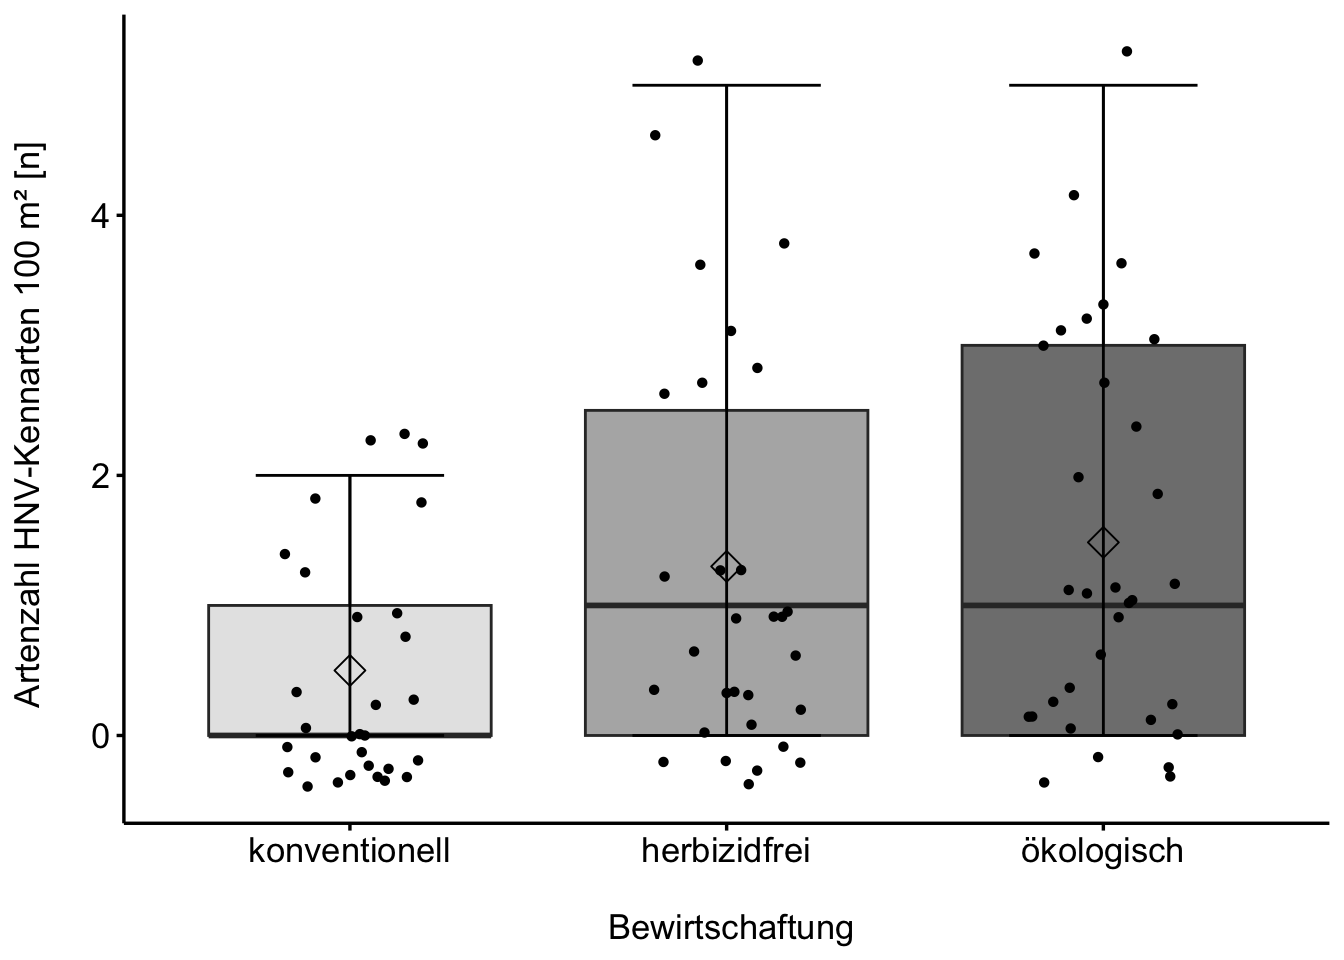 Artenzahl HNV-Kennarten 100 m² [n]
4
2
0
konventionell herbizidfrei ökologisch
Bewirtschaftung